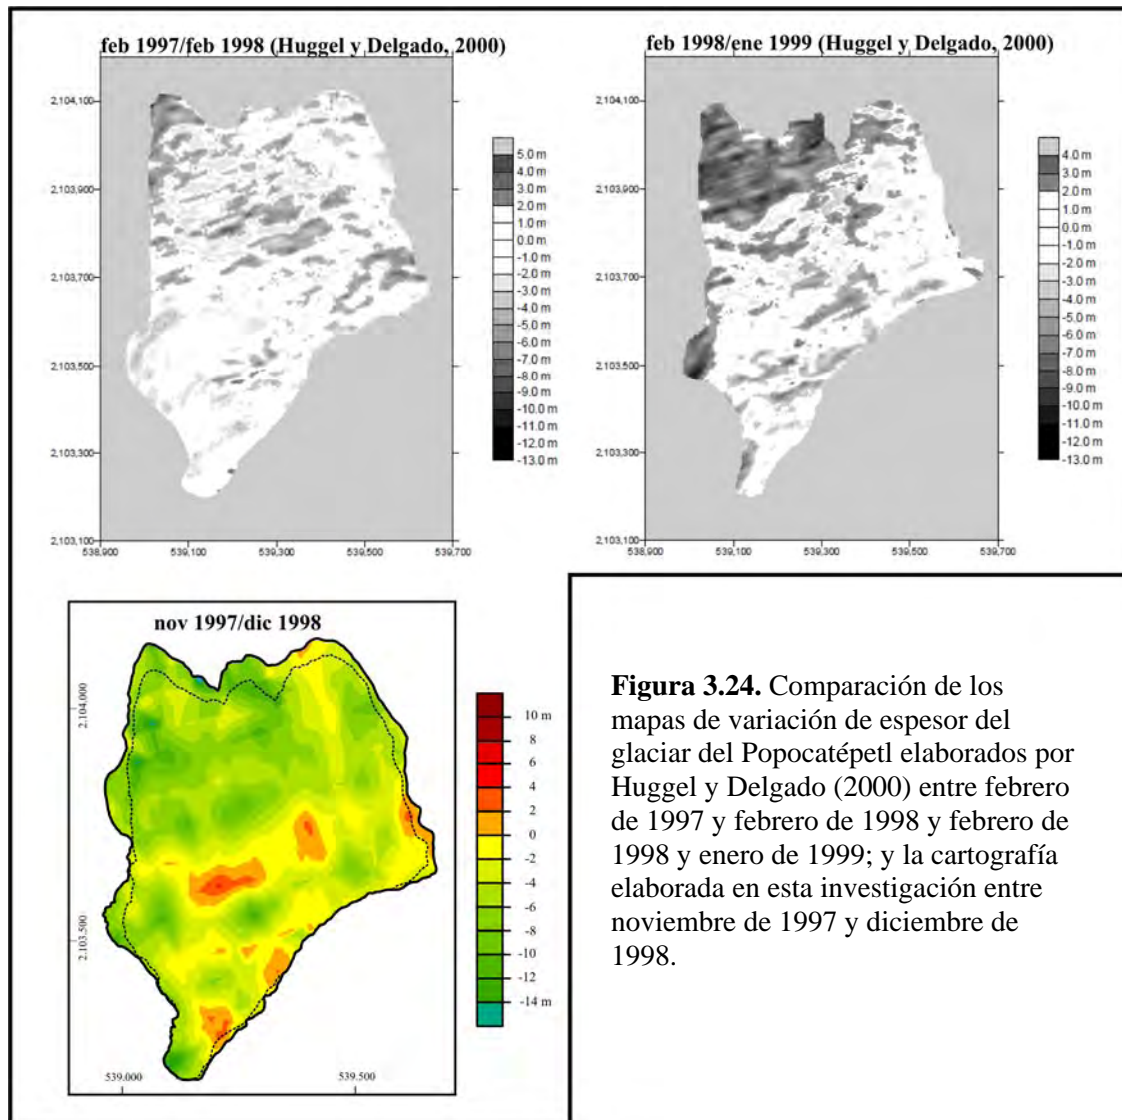 feb 1997/feb 1998 (Huggel y Delgado, 2000)
2,104,100
2,103,900
2,103,700
2,103,500
2,103,300
2,103,100
538,900
539,100
539,300
539,500
539,700
5.0 m
4.0 m
3.0 m
2.0 m
1.0 m
0.0 m
-1.0 m
-2.0 m
-3.0 m
-4.0 m
-5.0 m
-6.0 m
-7.0 m
-8.0 m
-9.0 m
-10.0 m
-11.0 m
-12.0 m
-13.0 m
feb 1998/ene 1999 (Huggel y Delgado, 2000)
2,104,100
2,103,900
2,103,700
2,103,500
2,103,300
2,103,100
538,900
539,100
539,300
539,500
539,700
4.0 m
3.0 m
2.0 m
1.0 m
0.0 m
-1.0 m
-2.0 m
-3.0 m
-4.0 m
-5.0 m
-6.0 m
-7.0 m
-8.0 m
-9.0 m
-10.0 m
-11.0 m
-12.0 m
-13.0 m
nov 1997/dic 1998
2.104.000
2.103.500
539.000
539.500
10 m
8
6
4
2
0
-2
-4
-6
-8
-10
-12
-14 m
Figura 3.24. Comparación de los
mapas de variación de espesor del
glaciar del Popocatépetl elaborados por
Huggel y Delgado (2000) entre febrero
de 1997 y febrero de 1998 y febrero de
1998 y enero de 1999; y la cartografía
elaborada en esta investigación entre
noviembre de 1997 y diciembre de
1998.